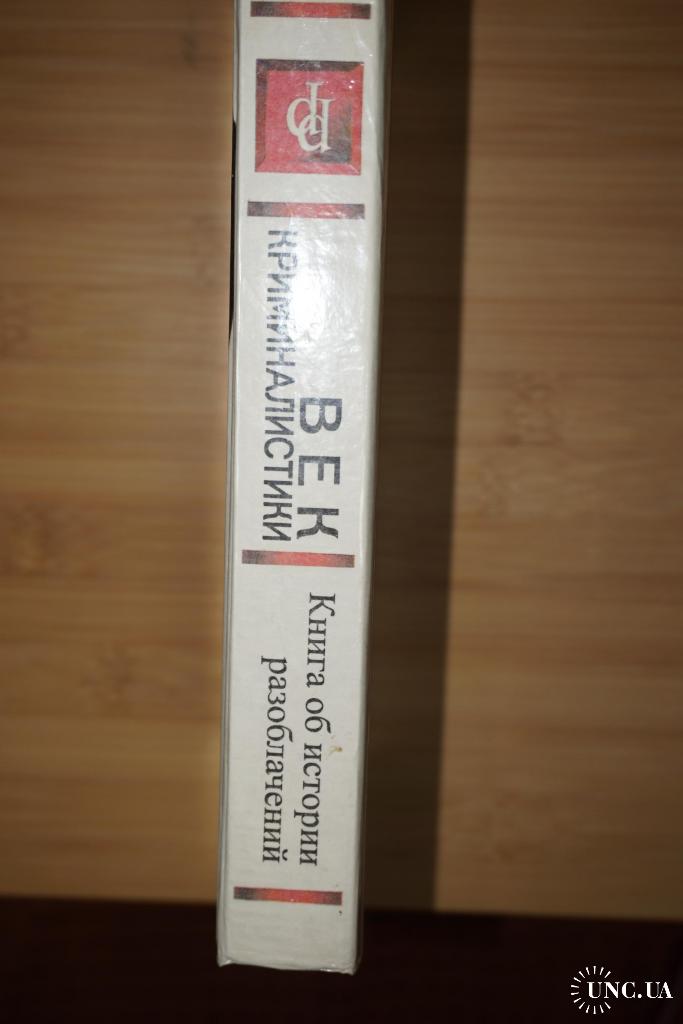 ВЕК
КРИМИНАЛИСТИКИ
Книга об истории
разоблачений
UNC.UA